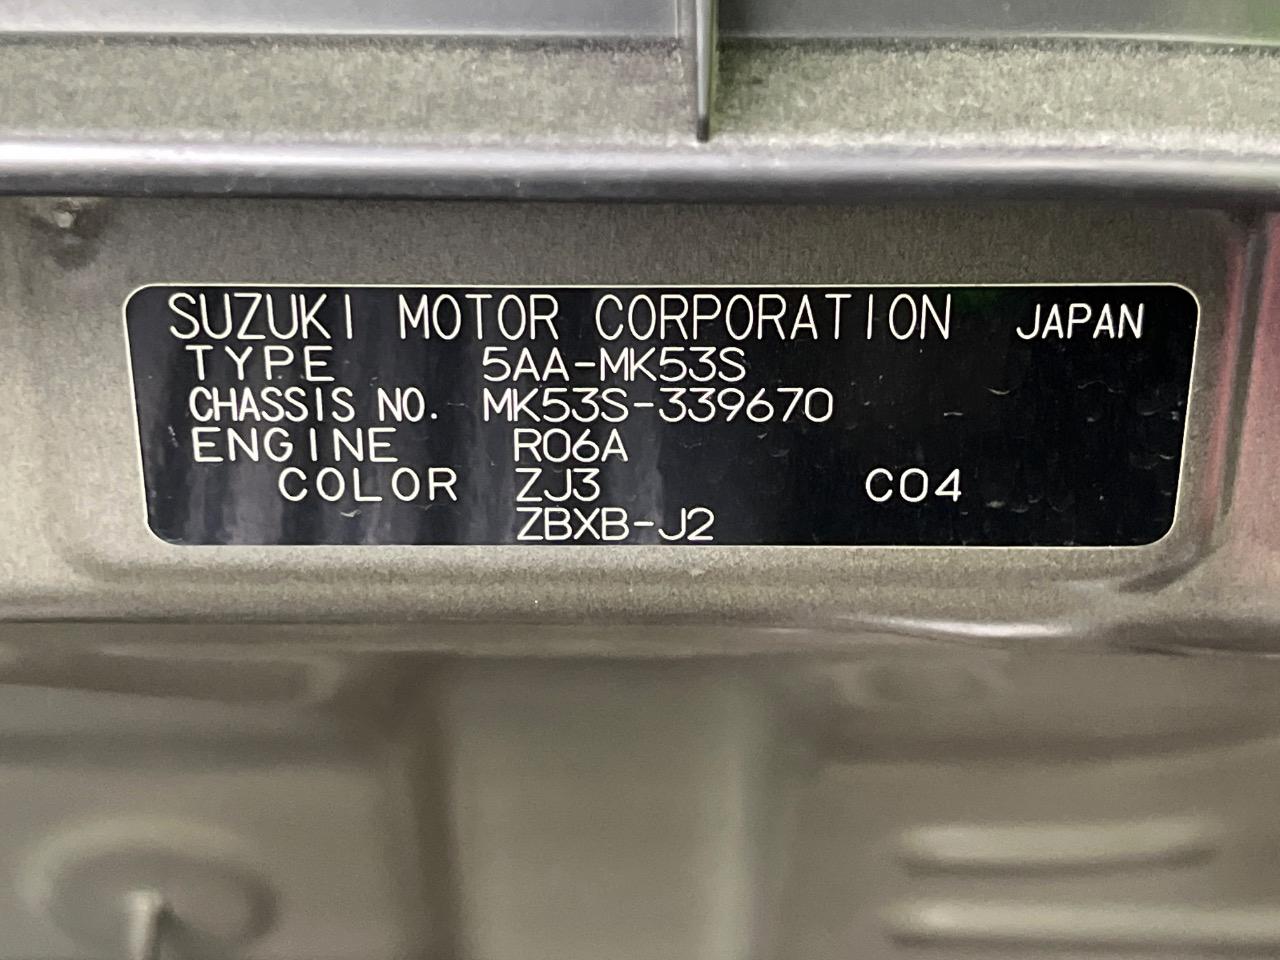 SUZUKI MOTOR CORPORATION JAPAN
TYPE 5AA-MK53S
CHASSIS NO. MK53S-339670
ENGINE R06A
COLOR ZJ3 C04
ZBXB-J2